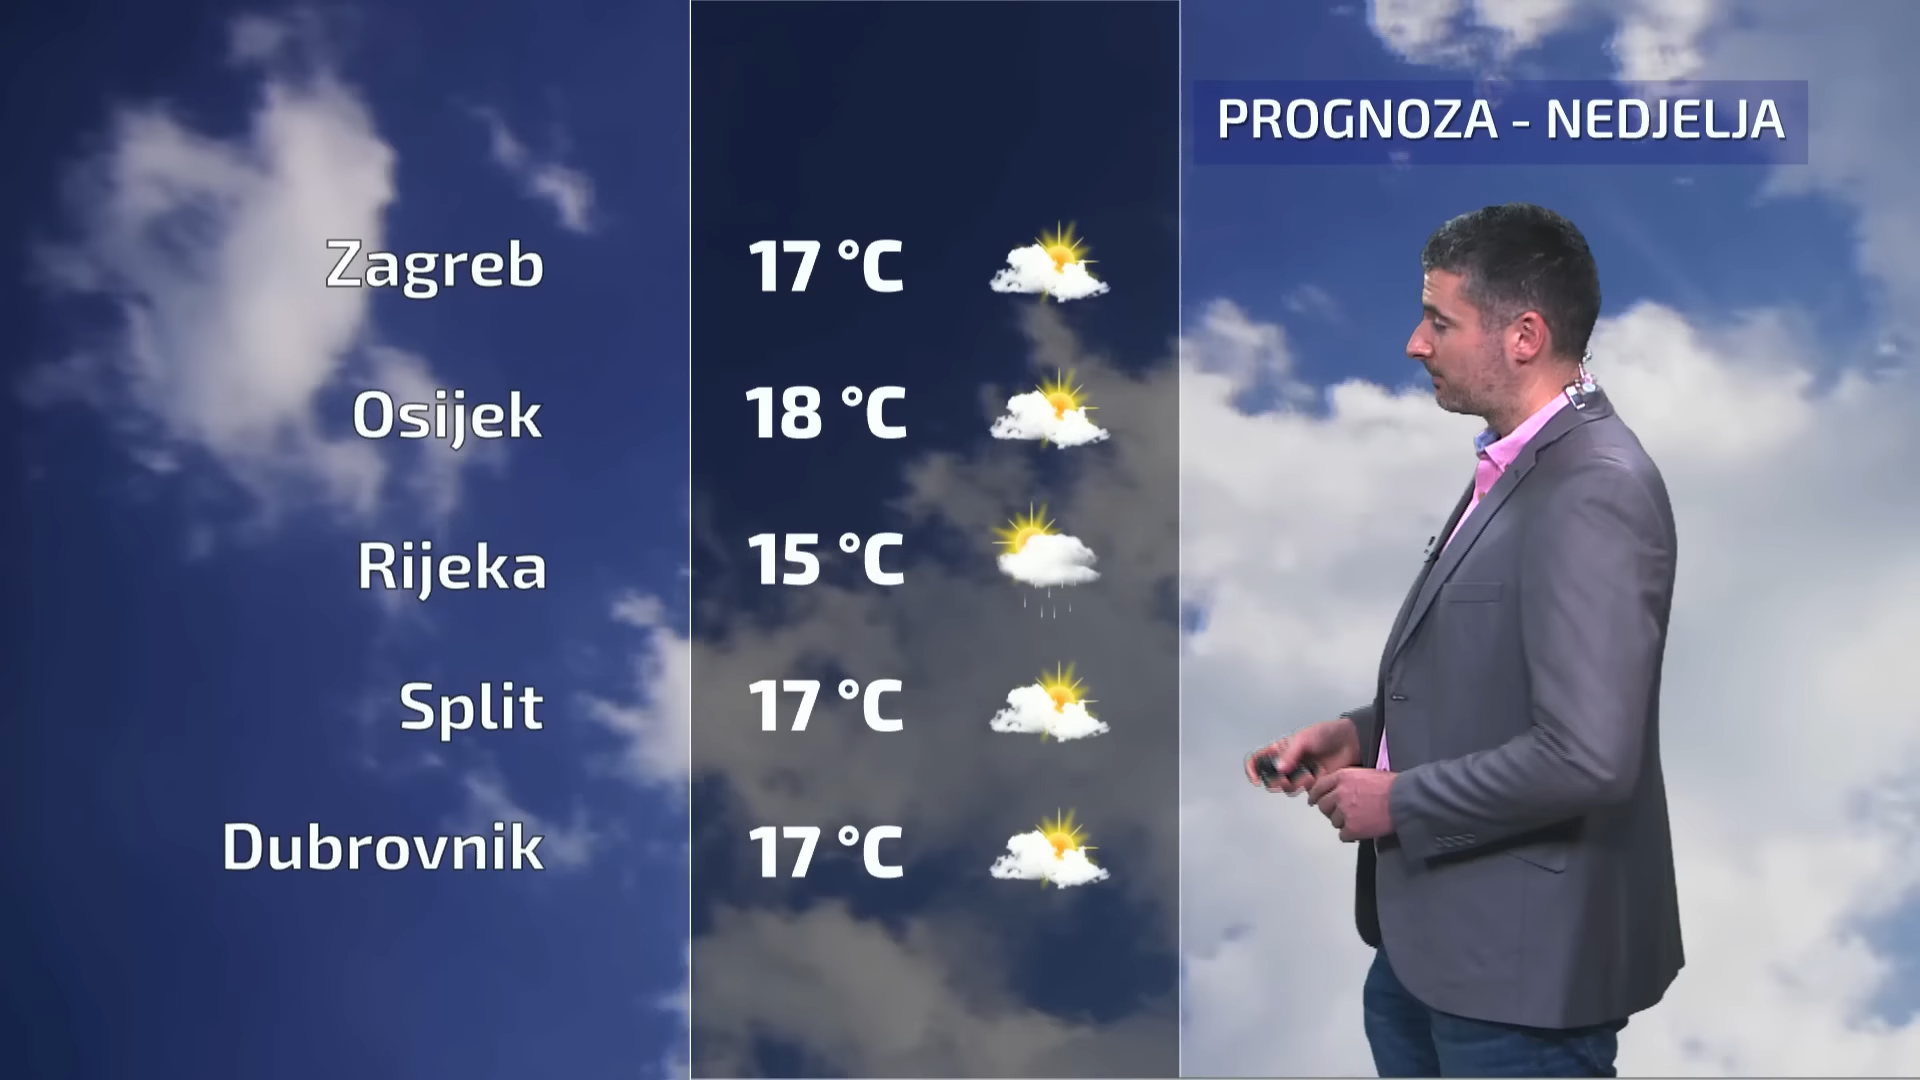 PROGNOZA - NEDJELJA
Zagreb 17 °C
Osijek 18 °C
Rijeka 15 °C
Split 17 °C
Dubrovnik 17 °C